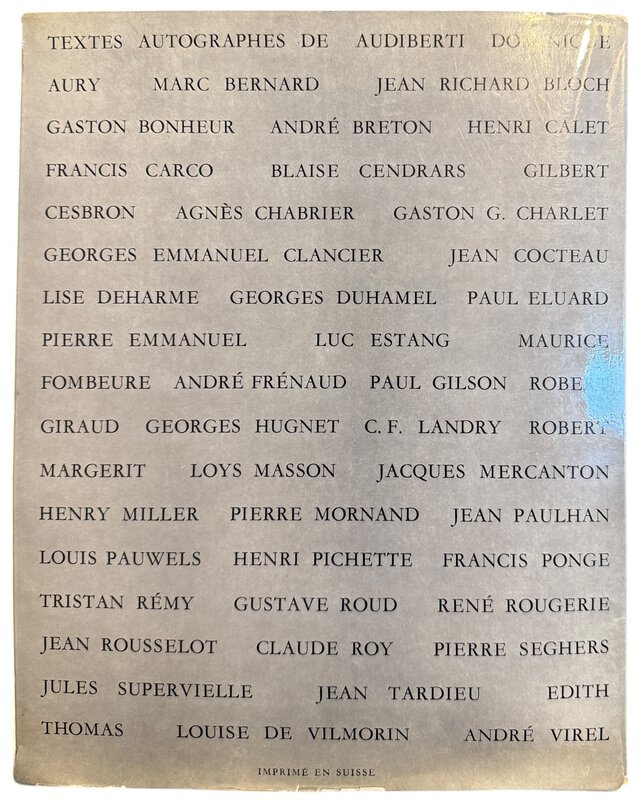 TEXTES AUTOGRAPHES DE AUDIBERTI DOMINIQUE
AURY MARC BERNARD JEAN RICHARD BLOCH
GASTON BONHEUR ANDRÉ BRETON HENRI CALET
FRANCIS CARCO BLAISE CENDRARS GILBERT
CESBRON AGNÈS CHABRIER GASTON G. CHARLET
GEORGES EMMANUEL CLANCIER JEAN COCTEAU
LISE DEHARME GEORGES DUHAMEL PAUL ELUARD
PIERRE EMMANUEL LUC ESTANG MAURICE
FOMBEURE ANDRÉ FRÉNAUD PAUL GILSON
GIRAUD GEORGES HUGNET C. F. LANDRY ROBERT
MARGERIT LOYS MASSON JACQUES MERCANTON
HENRY MILLER PIERRE MORNAND JEAN PAULHAN
LOUIS PAUWELS HENRI PICHETTE FRANCIS PONGE
TRISTAN RÉMY GUSTAVE ROUD RENÉ ROUGERIE
JEAN ROUSSELOT CLAUDE ROY PIERRE SEGHERS
JULES SUPERVIELLE JEAN TARDIEU EDITH
THOMAS LOUISE DE VILMORIN ANDRÉ VIREL
IMPRIMÉ EN SUISSE